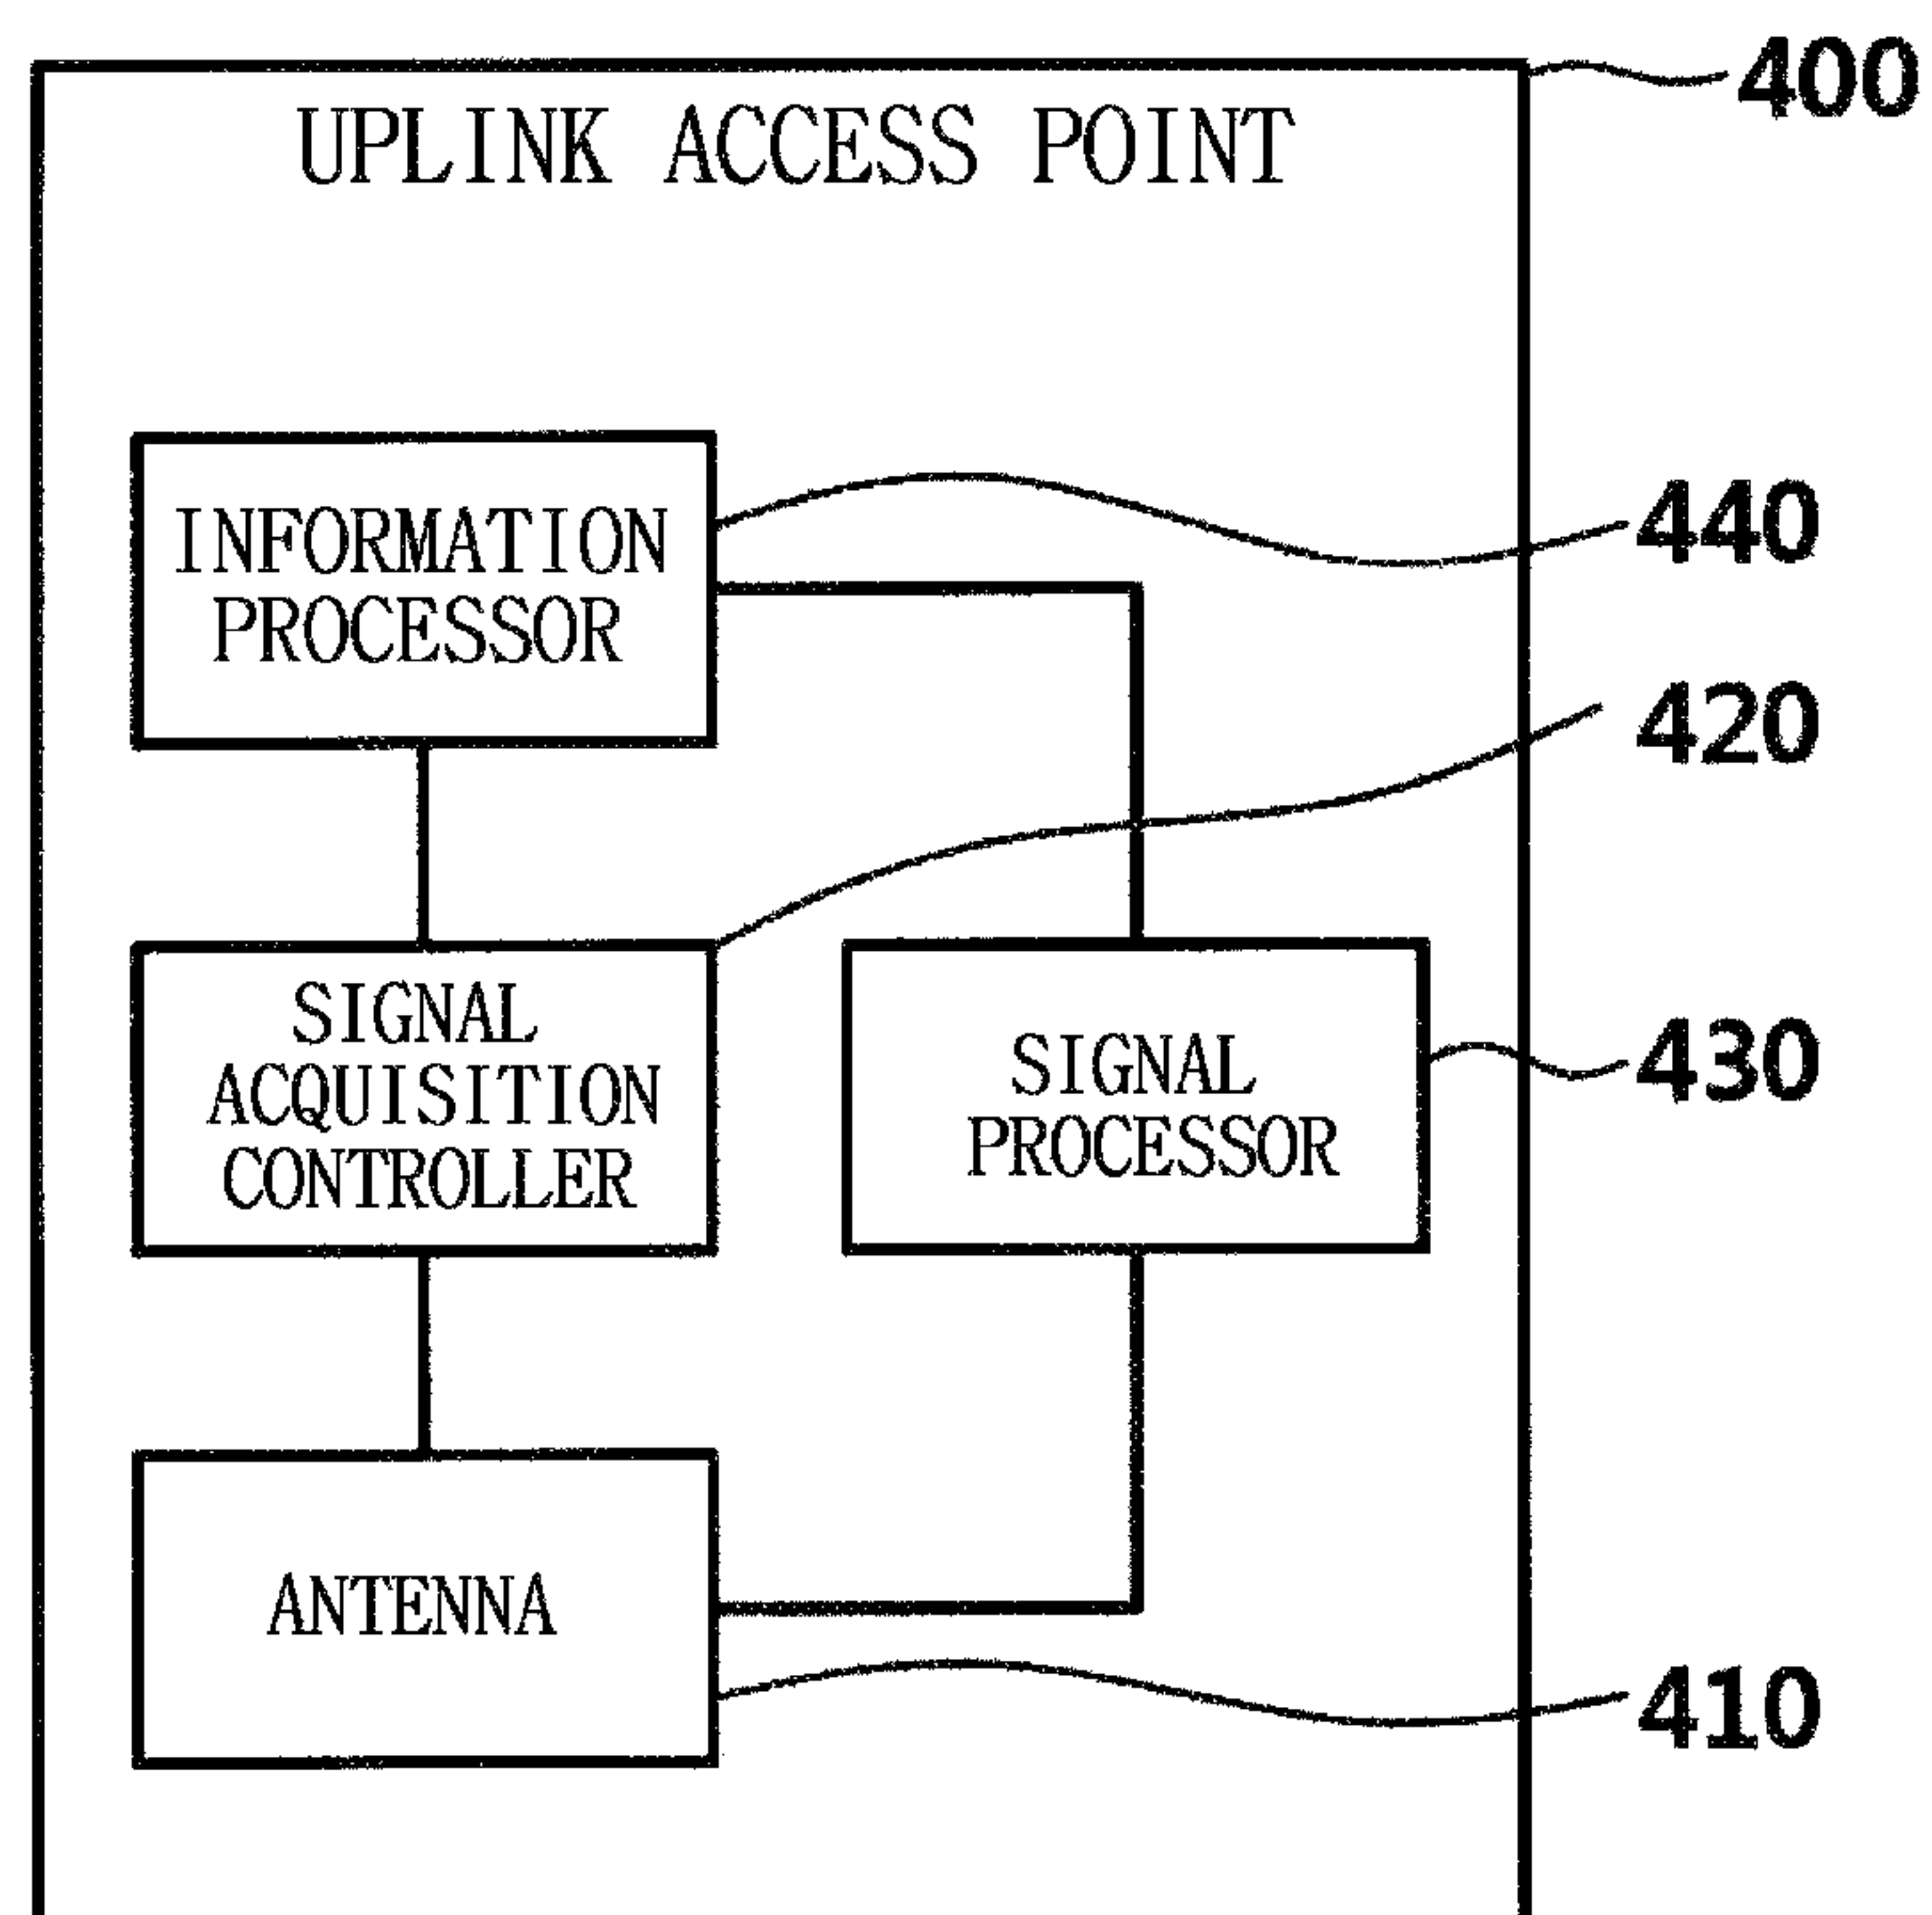 400
UPLINK ACCESS POINT
INFORMATION
PROCESSOR
440
420
SIGNAL
ACQUISITION
CONTROLLER
SIGNAL
PROCESSOR
430
ANTENNA
410